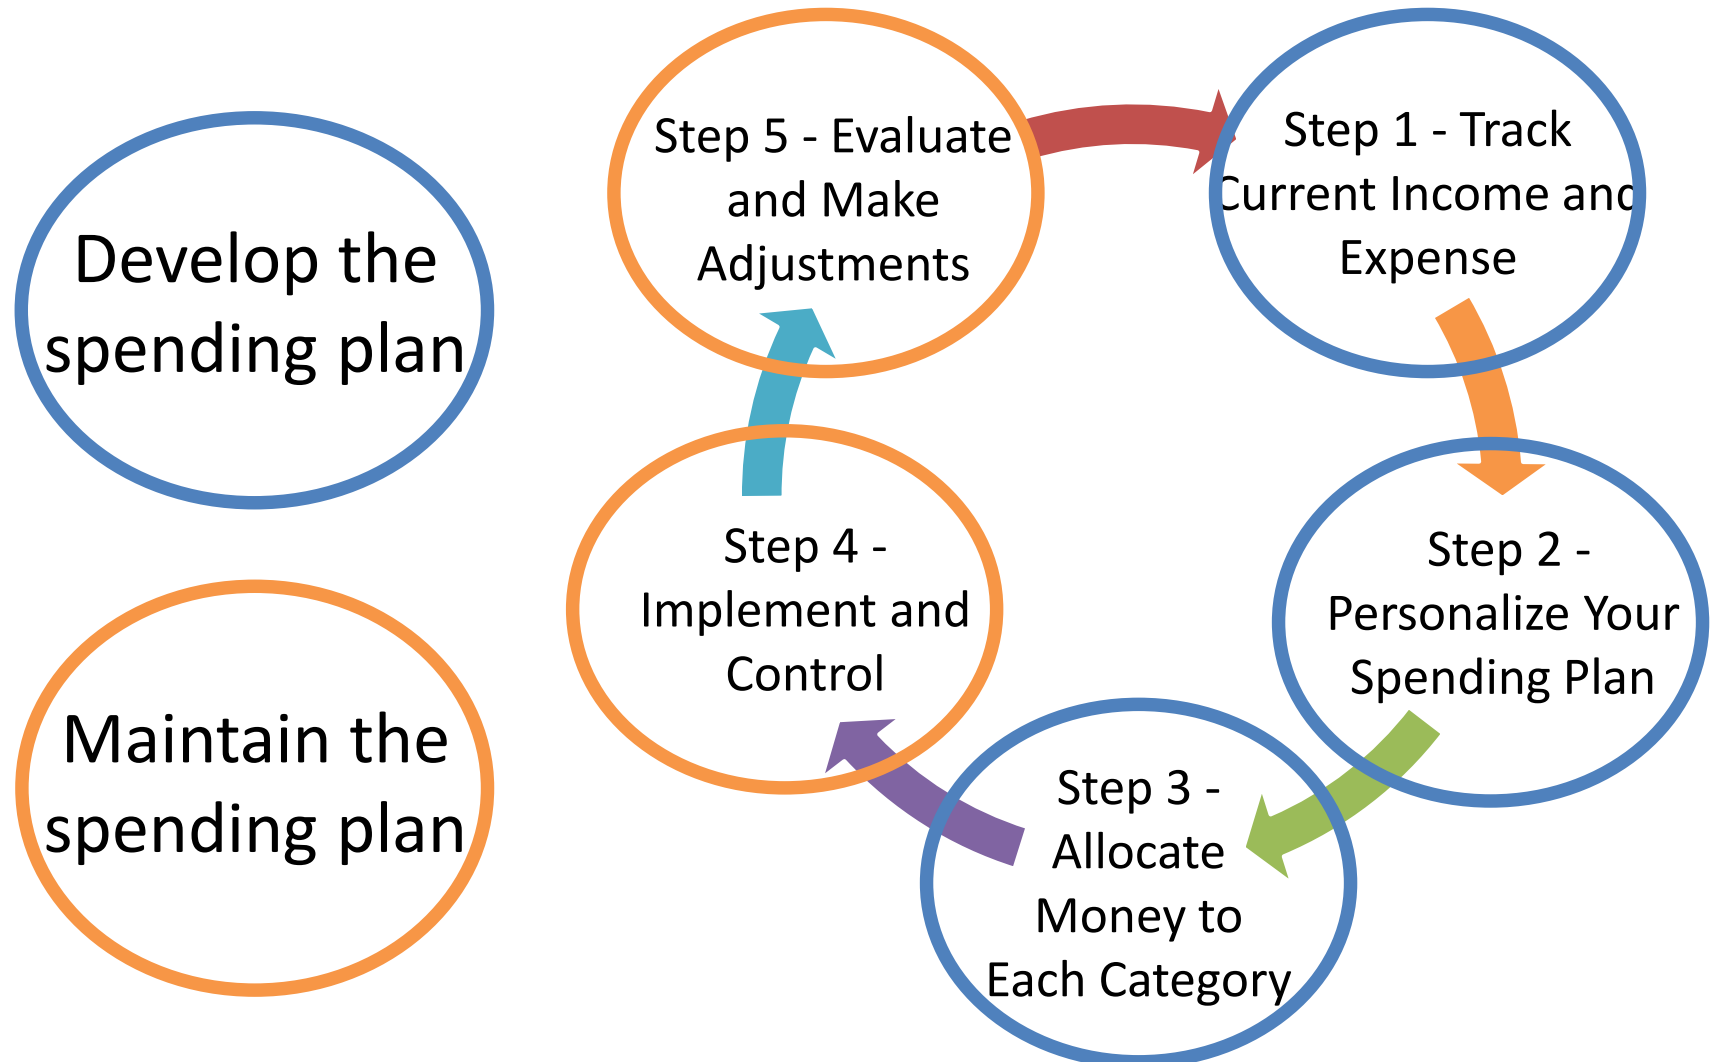 Develop the
spending plan
Maintain the
spending plan
Step 1 - Track
Current Income and
Expense
Step 2 -
Personalize Your
Spending Plan
Step 3 -
Allocate
Money to
Each Category
Step 4 -
Implement and
Control
Step 5 - Evaluate
and Make
Adjustments